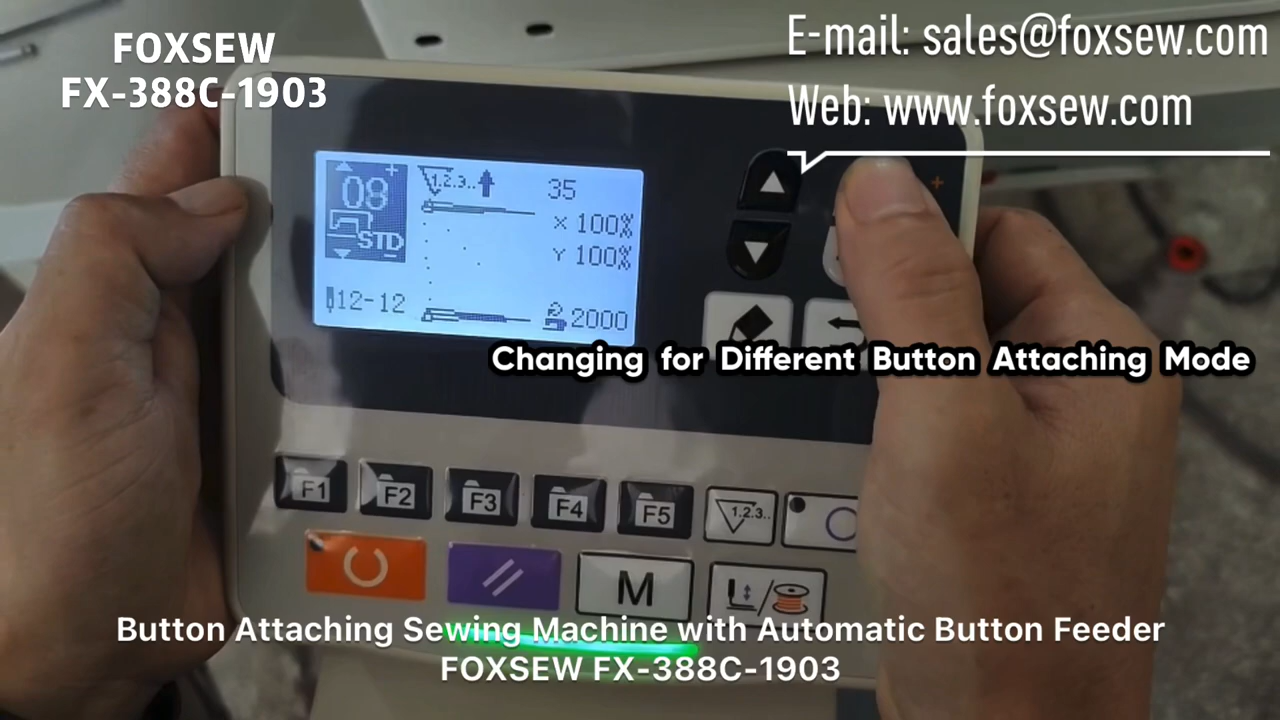 FOXSEW
FX-388C-1903
E-mail: sales@foxsew.com
Web: www.foxsew.com
08
STD
1.2.3..
35
X 100%
Y 100%
12-12
2000
Changing for Different Button Attaching Mode
F1
F2
F3
F4
F5
1.2.3..
M
Button Attaching Sewing Machine with Automatic Button Feeder
FOXSEW FX-388C-1903